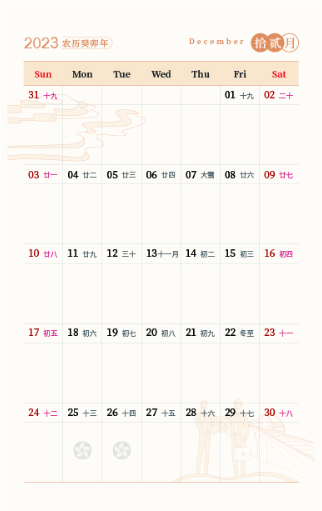 2023 农历癸卯年 December 拾贰月
Sun Mon Tue Wed Thu Fri Sat
31 十九 01 十九 02 二十
03 廿一 04 廿二 05 廿三 06 廿四 07 大雪 08 廿六 09 廿七
10 廿八 11 廿九 12 三十 13 十一月 14 初二 15 初三 16 初四
17 初五 18 初六 19 初七 20 初八 21 初九 22 冬至 23 十一
24 十二 25 十三 26 十四 27 十五 28 十六 29 十七 30 十八